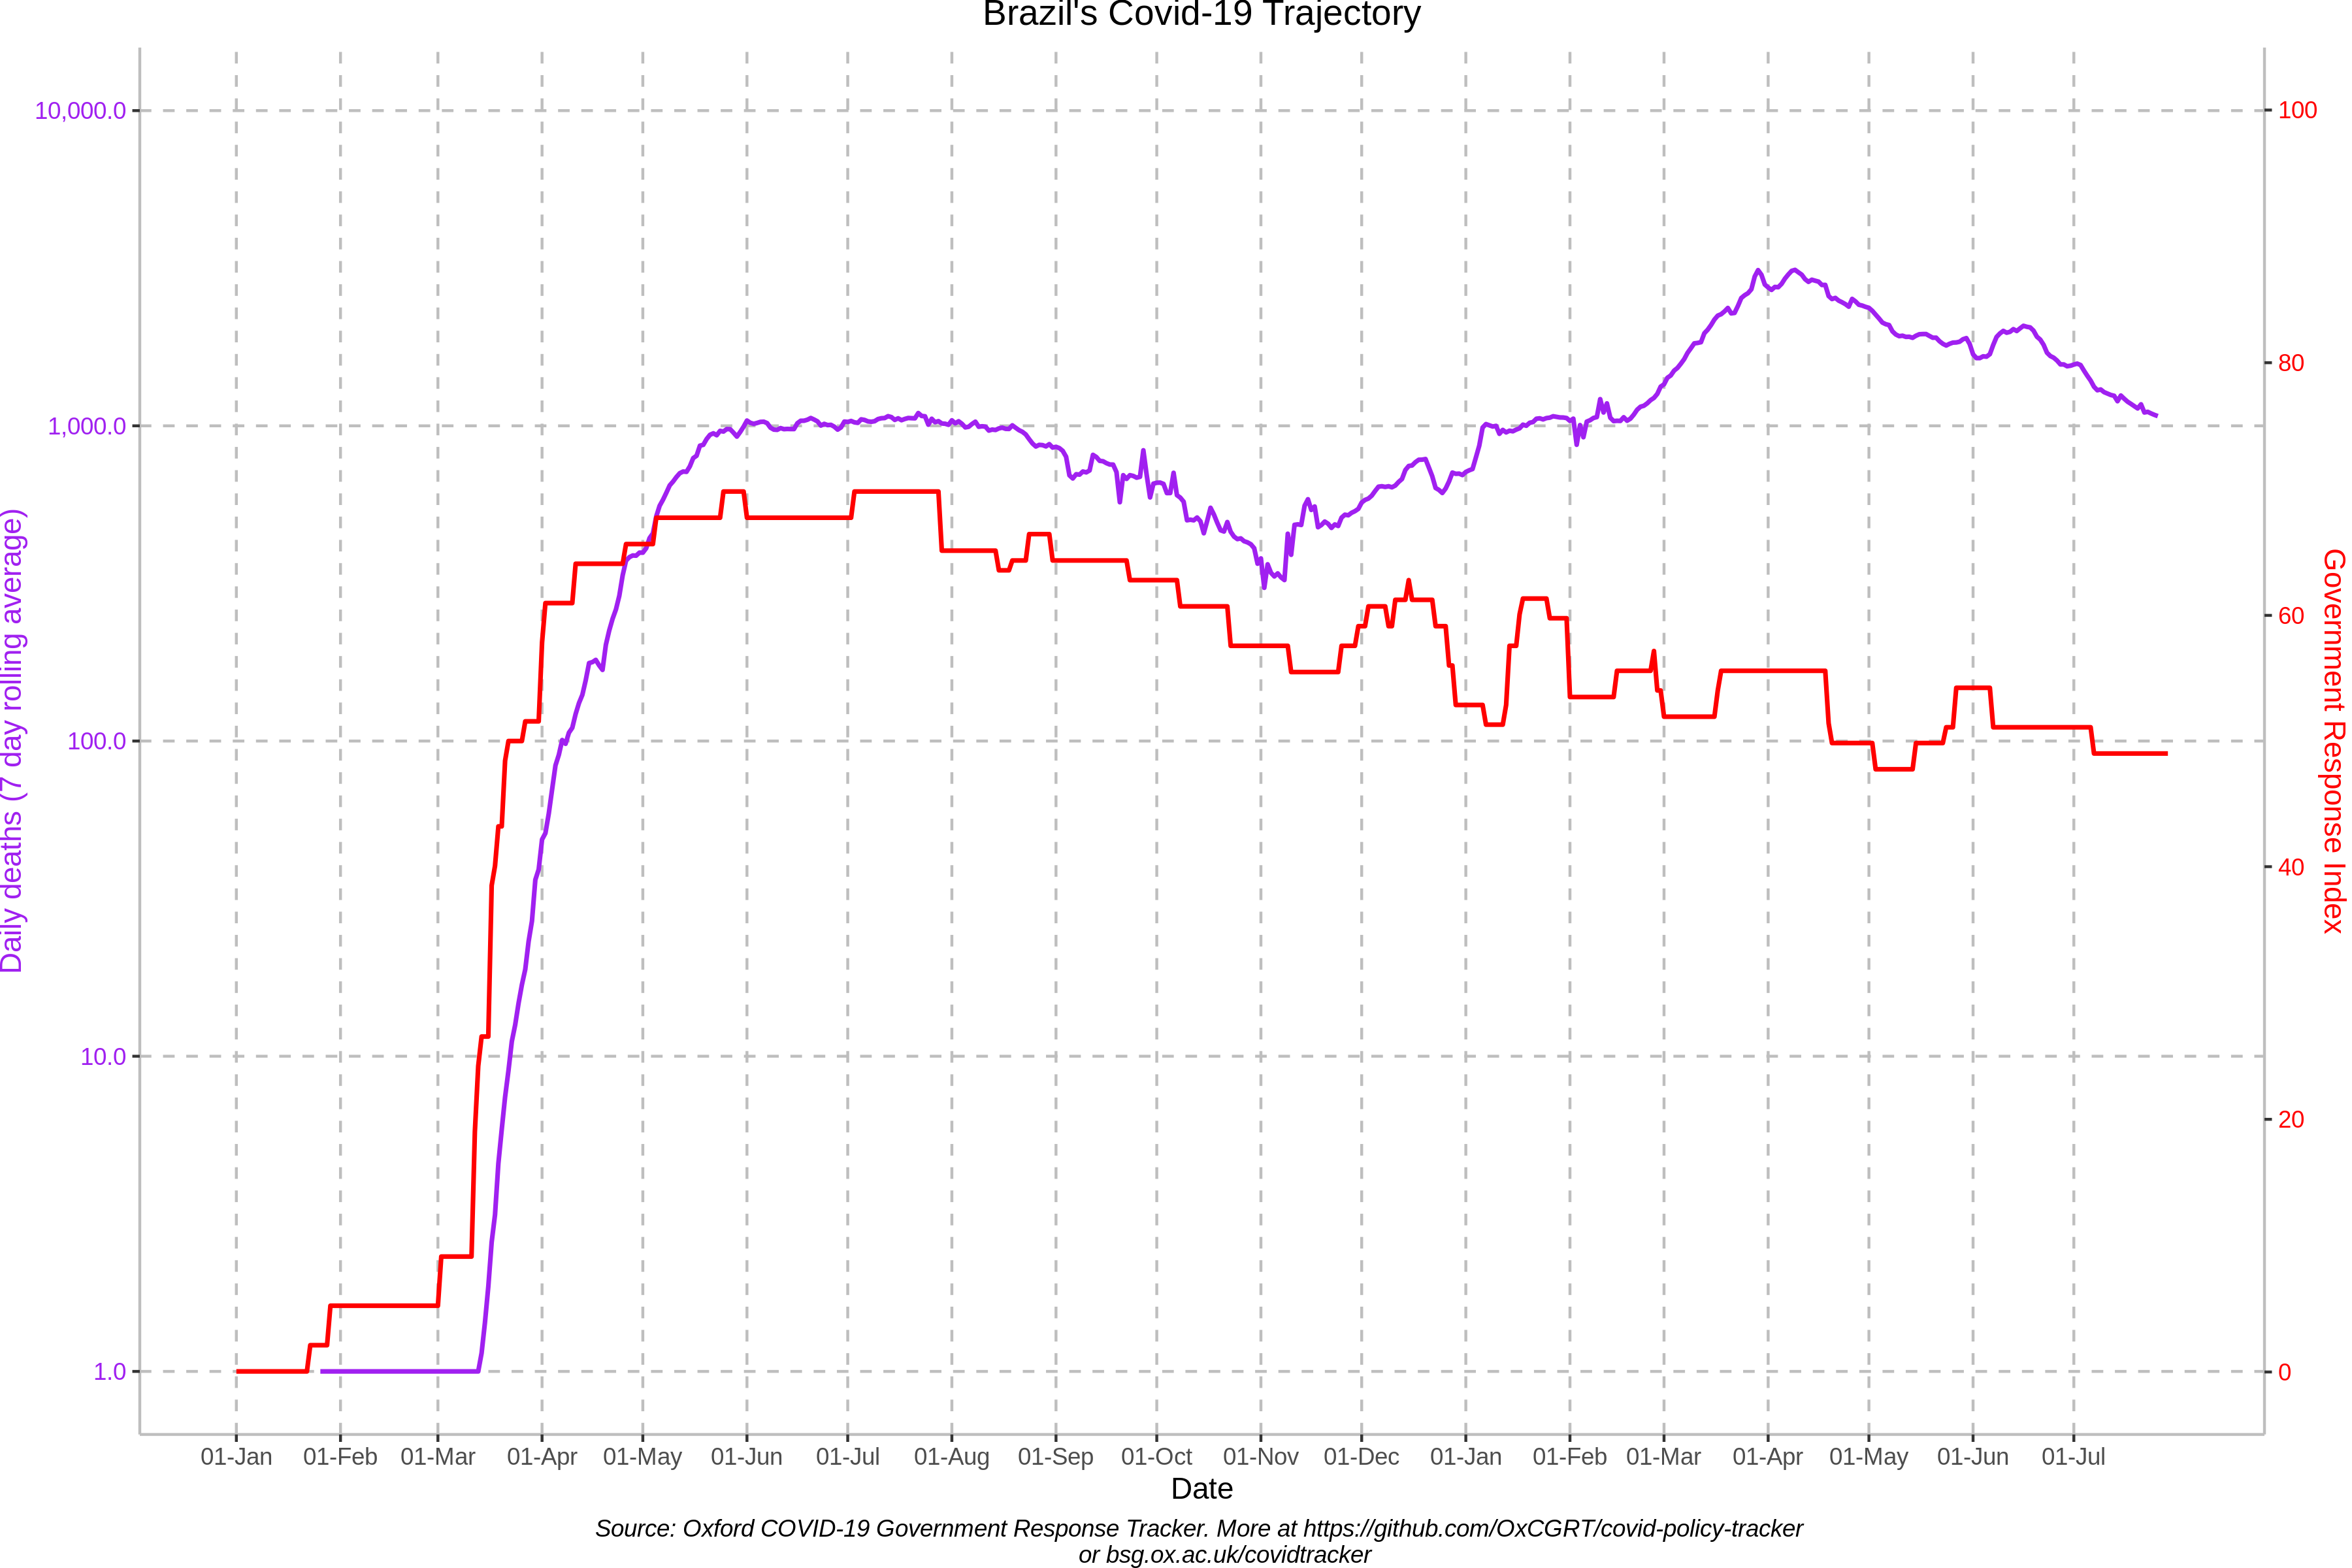 Brazil's Covid-19 Trajectory
Daily deaths (7 day rolling average)
10,000.0
1,000.0
100.0
10.0
1.0
100
80
60
40
20
0
Government Response Index
01-Jan 01-Feb 01-Mar 01-Apr 01-May 01-Jun 01-Jul 01-Aug 01-Sep 01-Oct 01-Nov 01-Dec 01-Jan 01-Feb 01-Mar 01-Apr 01-May 01-Jun 01-Jul
Date
Source: Oxford COVID-19 Government Response Tracker. More at https://github.com/OxCGRT/covid-policy-tracker
or bsg.ox.ac.uk/covidtracker